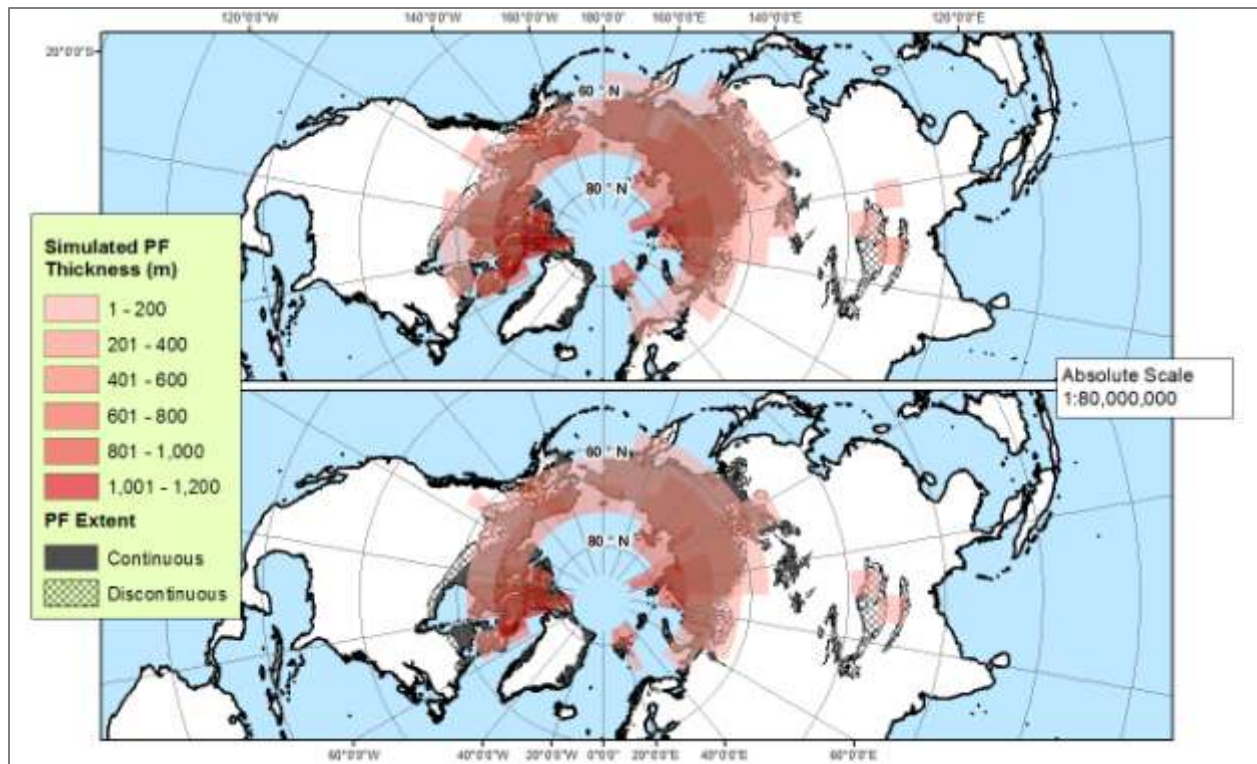 120°0'0"W 140°0'0"W 160°0'0"W 180°0'0" 160°0'0"E 140°0'0"E 120°0'0"E
20°0'0"S
60 ° N
80 ° N
Simulated PF
Thickness (m)
1 - 200
201 - 400
401 - 600
601 - 800
801 - 1,000
1,001 - 1,200
PF Extent
Continuous
Discontinuous
Absolute Scale
1:80,000,000
60 ° N
80 ° N
60°0'0"W 40°0'0"W 20°0'0"W 0°0'0" 20°0'0"E 40°0'0"E 60°0'0"E